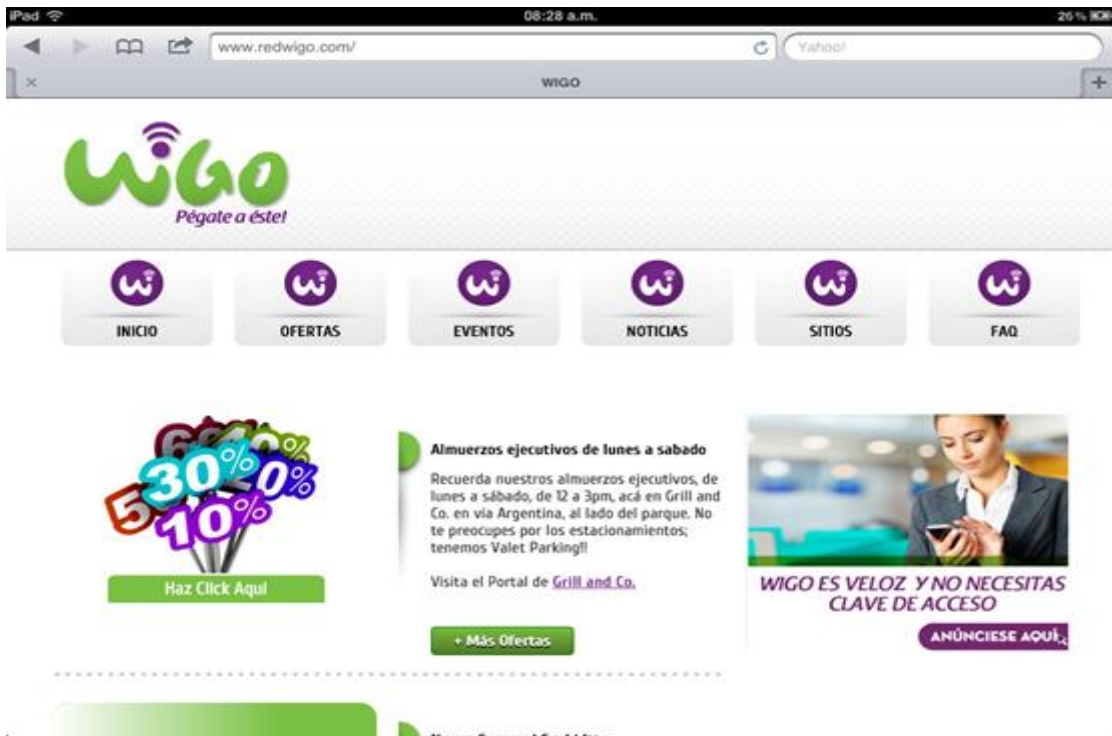 iPad 08:28 a.m. 26%
www.redwigo.com/ Yahoo!
WIGO
WiGO
Pégate a éste!
INICIO OFERTAS EVENTOS NOTICIAS SITIOS FAQ
30%
10%
Haz Click Aquí
Almuerzos ejecutivos de lunes a sabado
Recuerda nuestros almuerzos ejecutivos, de
lunes a sábado, de 12 a 3pm, acá en Grill and
Co. en vía Argentina, al lado del parque. No
te preocupes por los estacionamientos;
tenemos Valet Parking!!
Visita el Portal de Grill and Co.
+ Más Ofertas
WIGO ES VELOZ Y NO NECESITAS
CLAVE DE ACCESO
ANÚNCIESE AQUÍ